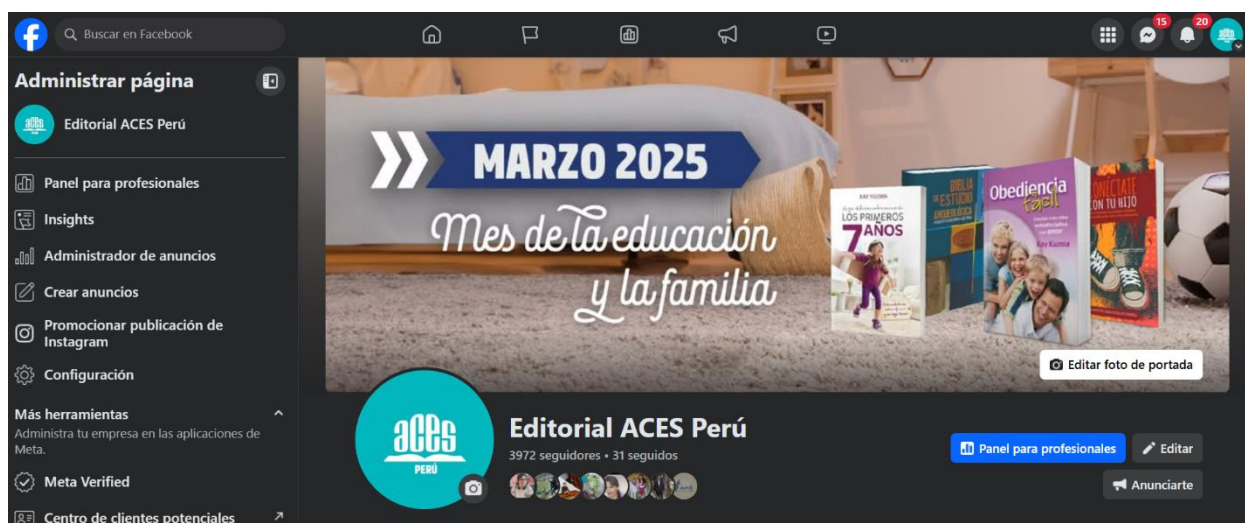 Buscar en Facebook
15
20
Administrar página
Editorial ACES Perú
Panel para profesionales
Insights
Administrador de anuncios
Crear anuncios
Promocionar publicación de
Instagram
Configuración
Más herramientas
Administra tu empresa en las aplicaciones de
Meta.
Meta Verified
Centro de clientes potenciales
MARZO 2025
Mes de la educación
y la familia
RAY KUZMA
LOS PRIMEROS
7 AÑOS
BIBLIA
DE ESTUDIO
ARQUEOLÓGICA
Obediencia
fácil
Kay Kuzma
CONÉCTATE
CON TU HIJO
Editar foto de portada
aces
PERÚ
Editorial ACES Perú
3972 seguidores • 31 seguidos
Panel para profesionales
Editar
Anunciarte